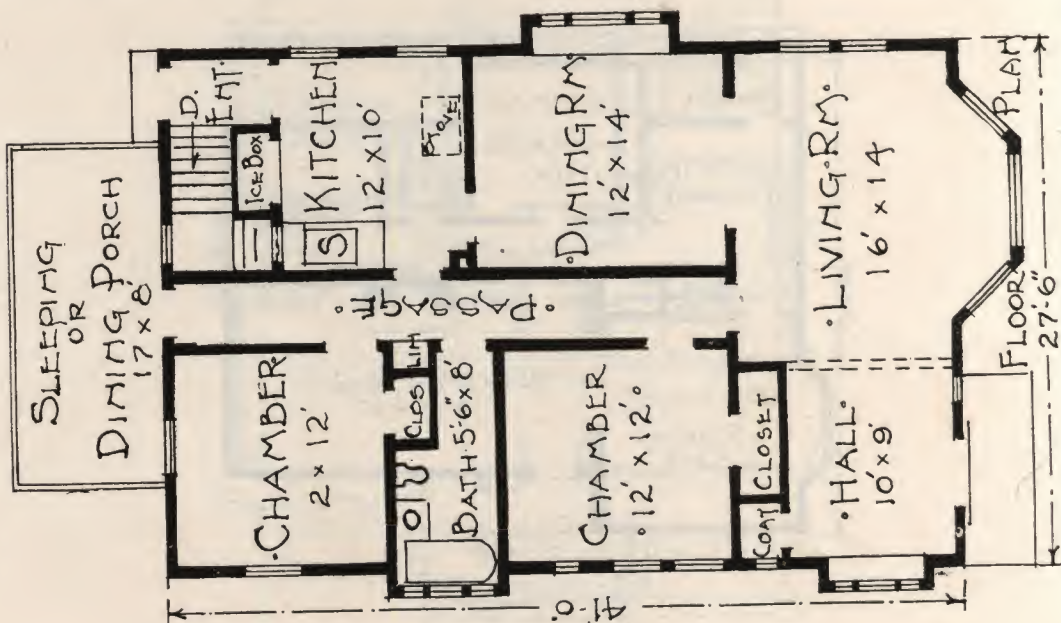 SLEEPING
OR
DINING PORCH
17' x 8'
D.
ENT.
ICE BOX
KITCHEN
12' x 10'
STOVE
S
DINING RM.
12' x 14'
LIVING RM.
16' x 14
PASSAGE
CHAMBER
2 x 12'
LIN
CLOS
BATH 5'-6" x 8'
CHAMBER
12' x 12'
CLOSET
COAT
HALL
10' x 9'
41'-0"
27'-6"
FLOOR PLAN